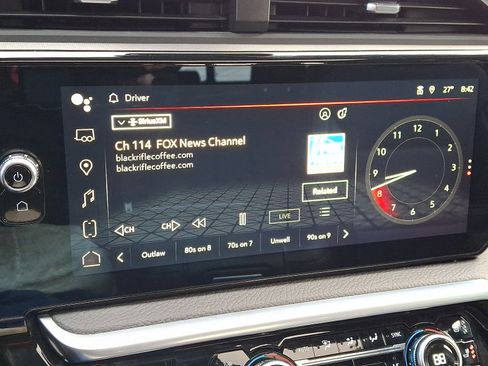 Driver
27° 8:42
SiriusXM
Ch 114 FOX News Channel
blackriflecoffee.com
blackriflecoffee.com
Related
CH CH LIVE
Outlaw 80s on 8 70s on 7 Unwell 90s on 9
12
1
2
3
4
5
6
7
8
9
10
11
SYNC